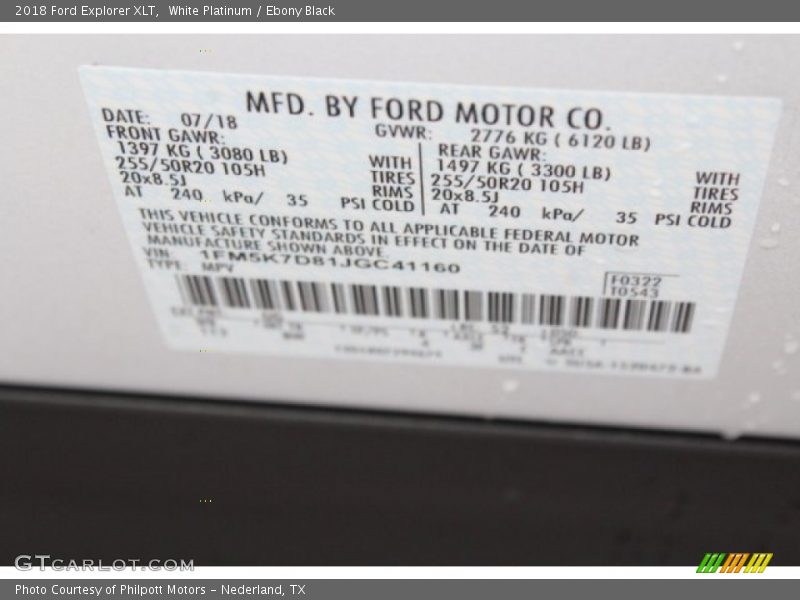 2018 Ford Explorer XLT,  White Platinum / Ebony Black
MFD. BY FORD MOTOR CO.
DATE: 07/18
GVWR: 2776 KG ( 6120 LB)
FRONT GAWR:
1397 KG ( 3080 LB)
255/50R20 105H
20x8.5J
AT 240 kPa/ 35 PSI COLD
WITH
TIRES
RIMS
REAR GAWR:
1497 KG ( 3300 LB)
255/50R20 105H
20x8.5J
AT 240 kPa/ 35 PSI COLD
WITH
TIRES
RIMS
THIS VEHICLE CONFORMS TO ALL APPLICABLE FEDERAL MOTOR
VEHICLE SAFETY STANDARDS IN EFFECT ON THE DATE OF
MANUFACTURE SHOWN ABOVE.
VIN: 1FM5K7D81JGC41160
TYPE: MPV
F0322
T0543
GTCARLOT.COM
Photo Courtesy of Philpott Motors - Nederland, TX